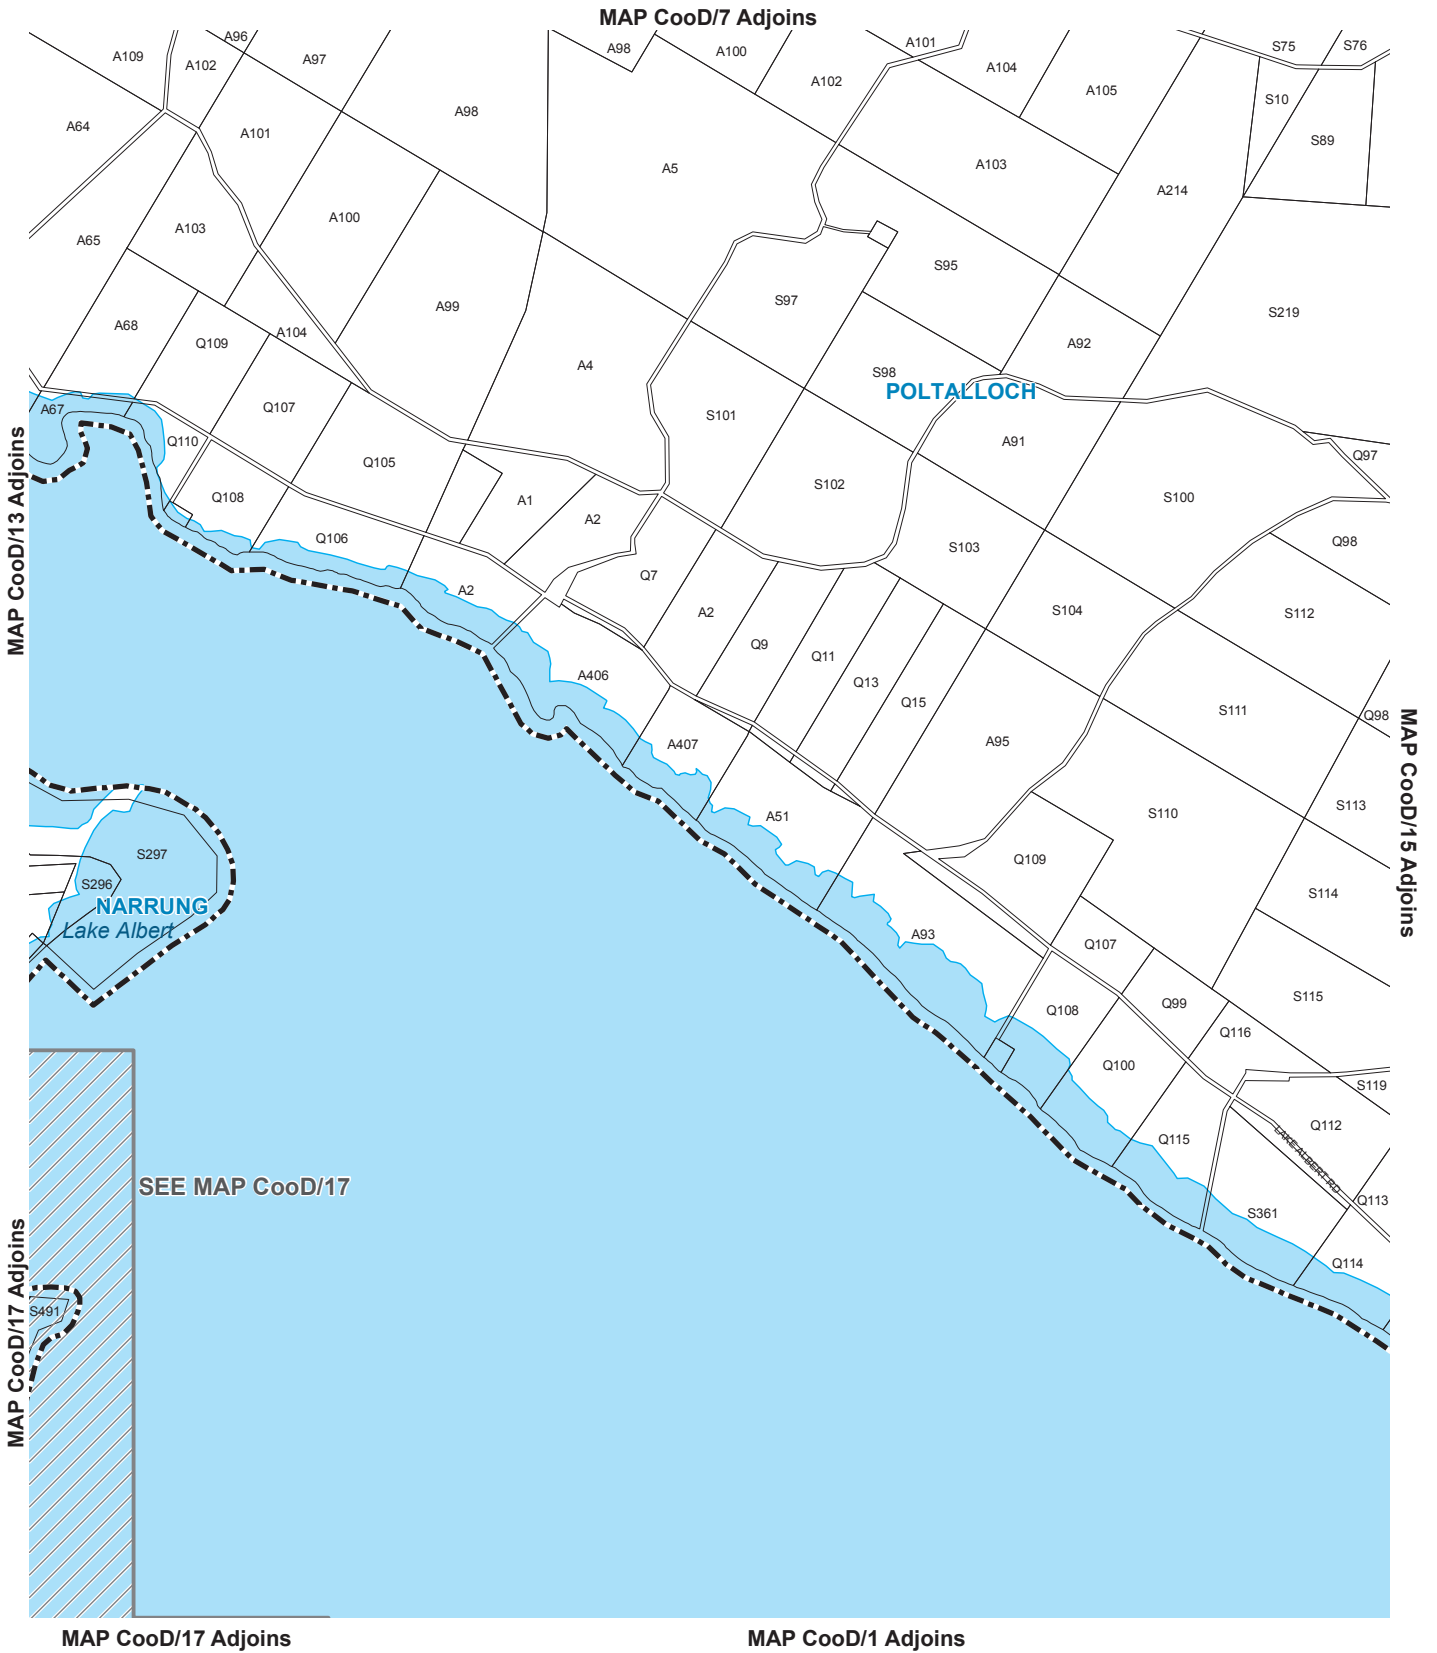 MAP CooD/7 Adjoins
A96
A98
A100
A101
S75
S76
A109
A102
A97
A102
A104
A105
S10
A64
A101
A98
A5
A103
S89
A214
A65
A103
A100
S95
A99
S97
S219
A68
Q109
A104
A4
S98
A92
POLTALLOCH
A67
Q107
S101
Q110
Q105
A91
Q97
Q108
A1
S102
S100
A2
Q106
S103
Q98
A2
Q7
A2
S104
S112
Q9
Q11
A406
Q13
Q15
S111
Q98
A407
A95
S113
A51
S110
S297
Q109
S296
S114
NARRUNG
Lake Albert
A93
Q107
Q108
Q99
S115
Q116
Q100
S119
Q115
Q112
LAKE ALBERT RD
SEE MAP CooD/17
S361
Q113
Q114
S491
MAP CooD/13 Adjoins
MAP CooD/17 Adjoins
MAP CooD/15 Adjoins
MAP CooD/17 Adjoins
MAP CooD/1 Adjoins